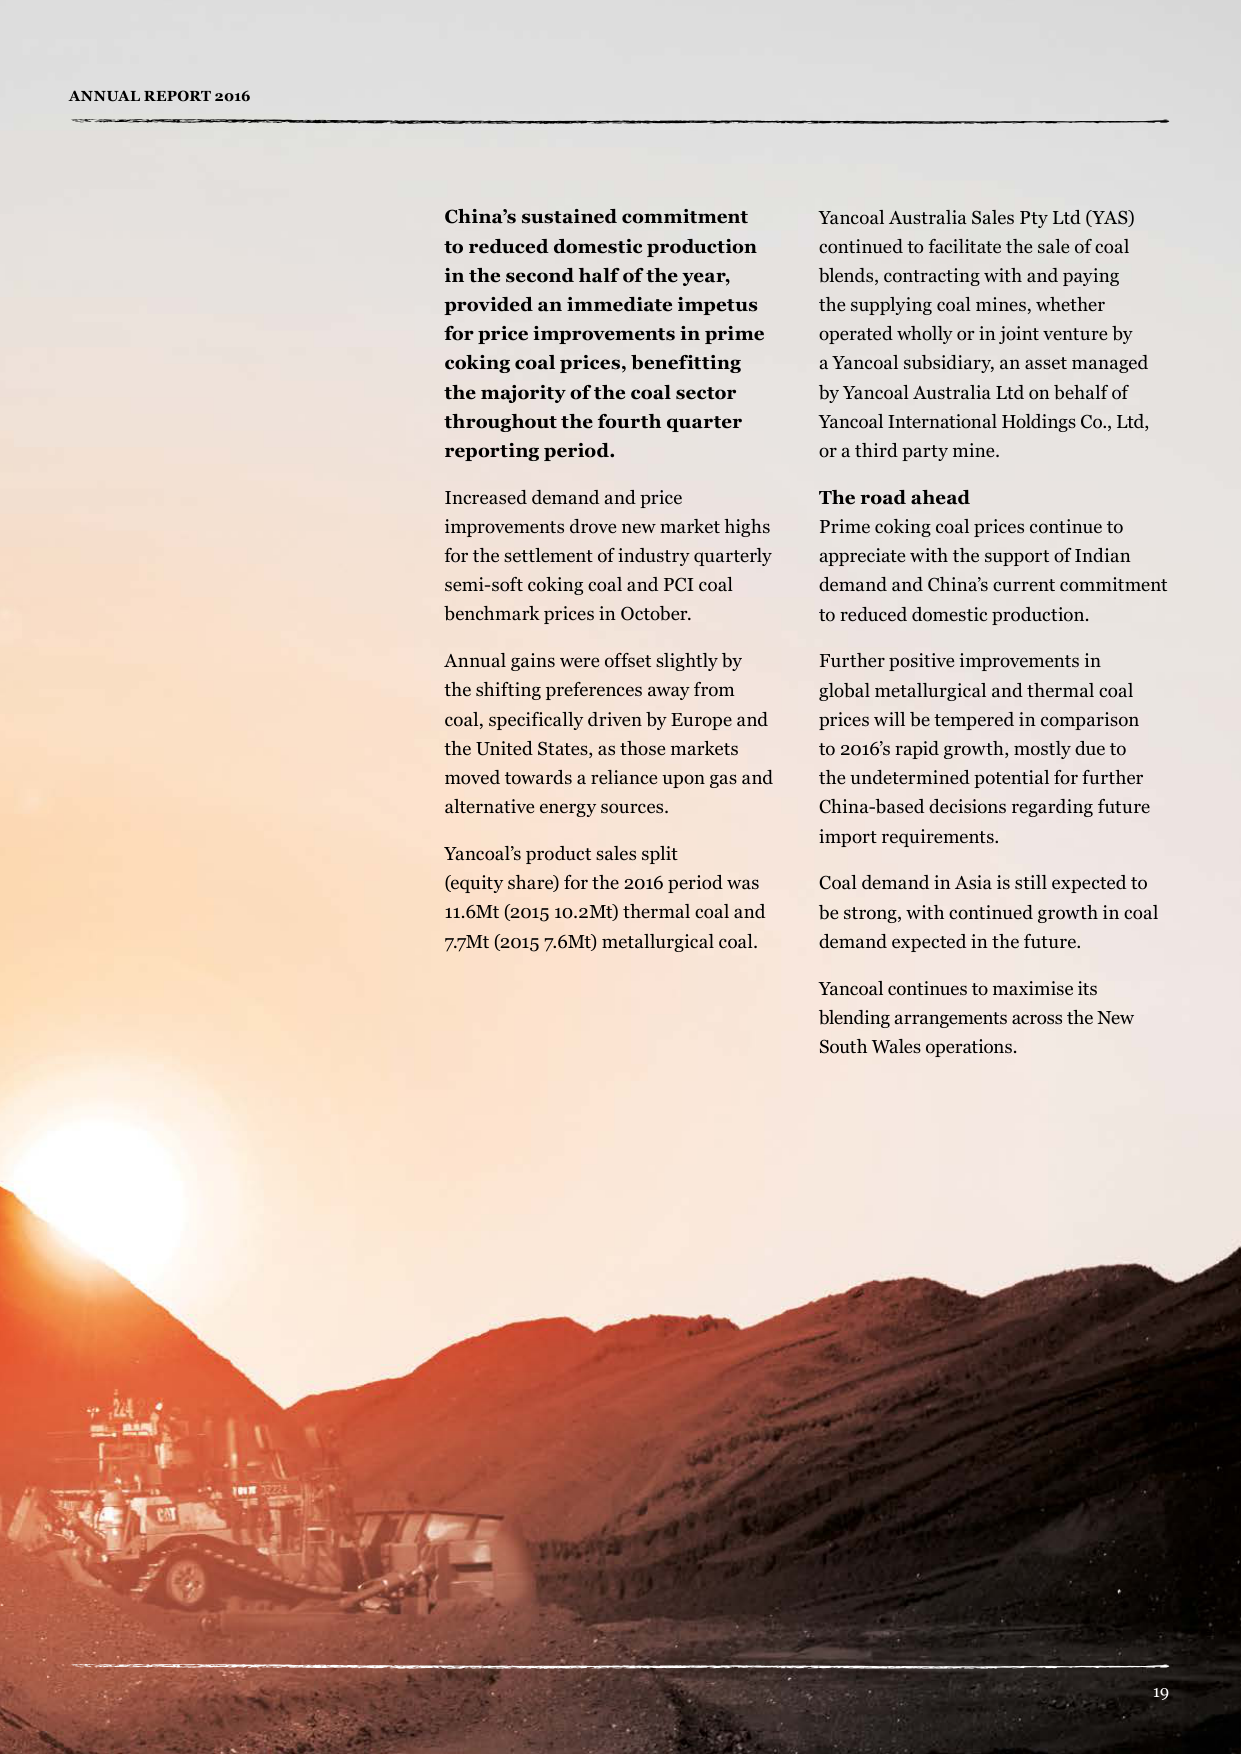 ANNUAL REPORT 2016
China's sustained commitment
to reduced domestic production
in the second half of the year,
provided an immediate impetus
for price improvements in prime
coking coal prices, benefitting
the majority of the coal sector
throughout the fourth quarter
reporting period.
Increased demand and price
improvements drove new market highs
for the settlement of industry quarterly
semi-soft coking coal and PCI coal
benchmark prices in October.
Annual gains were offset slightly by
the shifting preferences away from
coal, specifically driven by Europe and
the United States, as those markets
moved towards a reliance upon gas and
alternative energy sources.
Yancoal's product sales split
(equity share) for the 2016 period was
11.6Mt (2015 10.2Mt) thermal coal and
7.7Mt (2015 7.6Mt) metallurgical coal.
Yancoal Australia Sales Pty Ltd (YAS)
continued to facilitate the sale of coal
blends, contracting with and paying
the supplying coal mines, whether
operated wholly or in joint venture by
a Yancoal subsidiary, an asset managed
by Yancoal Australia Ltd on behalf of
Yancoal International Holdings Co., Ltd,
or a third party mine.
The road ahead
Prime coking coal prices continue to
appreciate with the support of Indian
demand and China's current commitment
to reduced domestic production.
Further positive improvements in
global metallurgical and thermal coal
prices will be tempered in comparison
to 2016's rapid growth, mostly due to
the undetermined potential for further
China-based decisions regarding future
import requirements.
Coal demand in Asia is still expected to
be strong, with continued growth in coal
demand expected in the future.
Yancoal continues to maximise its
blending arrangements across the New
South Wales operations.
224
32224
CAT
19